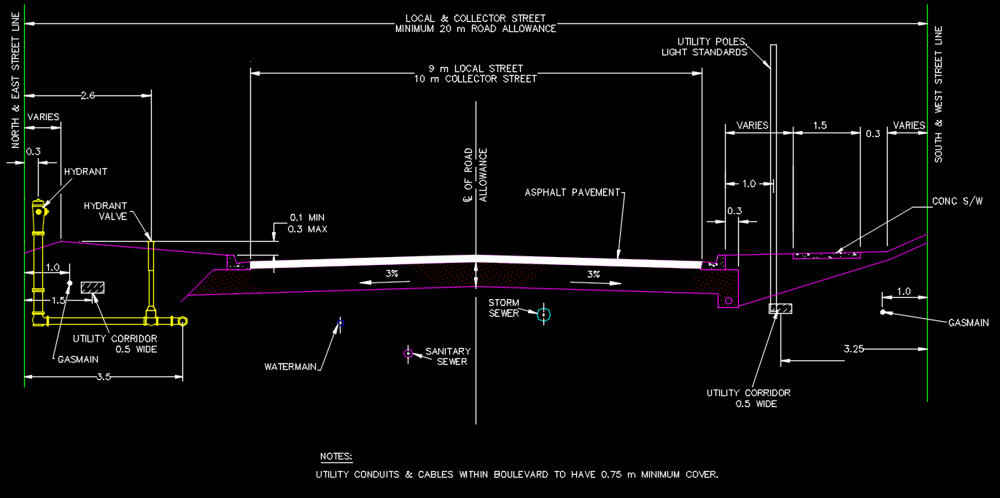 LOCAL & COLLECTOR STREET
MINIMUM 20 m ROAD ALLOWANCE
NORTH & EAST STREET LINE
SOUTH & WEST STREET LINE
UTILITY POLES,
LIGHT STANDARDS
9 m LOCAL STREET
10 m COLLECTOR STREET
2.6
VARIES
VARIES
1.5
0.3
VARIES
0.3
HYDRANT
℄ OF ROAD
ALLOWANCE
1.0
ASPHALT PAVEMENT
HYDRANT
VALVE
CONC S/W
0.1 MIN
0.3 MAX
0.3
1.0
3%
3%
1.5
1.0
STORM
SEWER
GASMAIN
UTILITY CORRIDOR
0.5 WIDE
GASMAIN
WATERMAIN
SANITARY
SEWER
3.25
3.5
UTILITY CORRIDOR
0.5 WIDE
NOTES:
UTILITY CONDUITS & CABLES WITHIN BOULEVARD TO HAVE 0.75 m MINIMUM COVER.